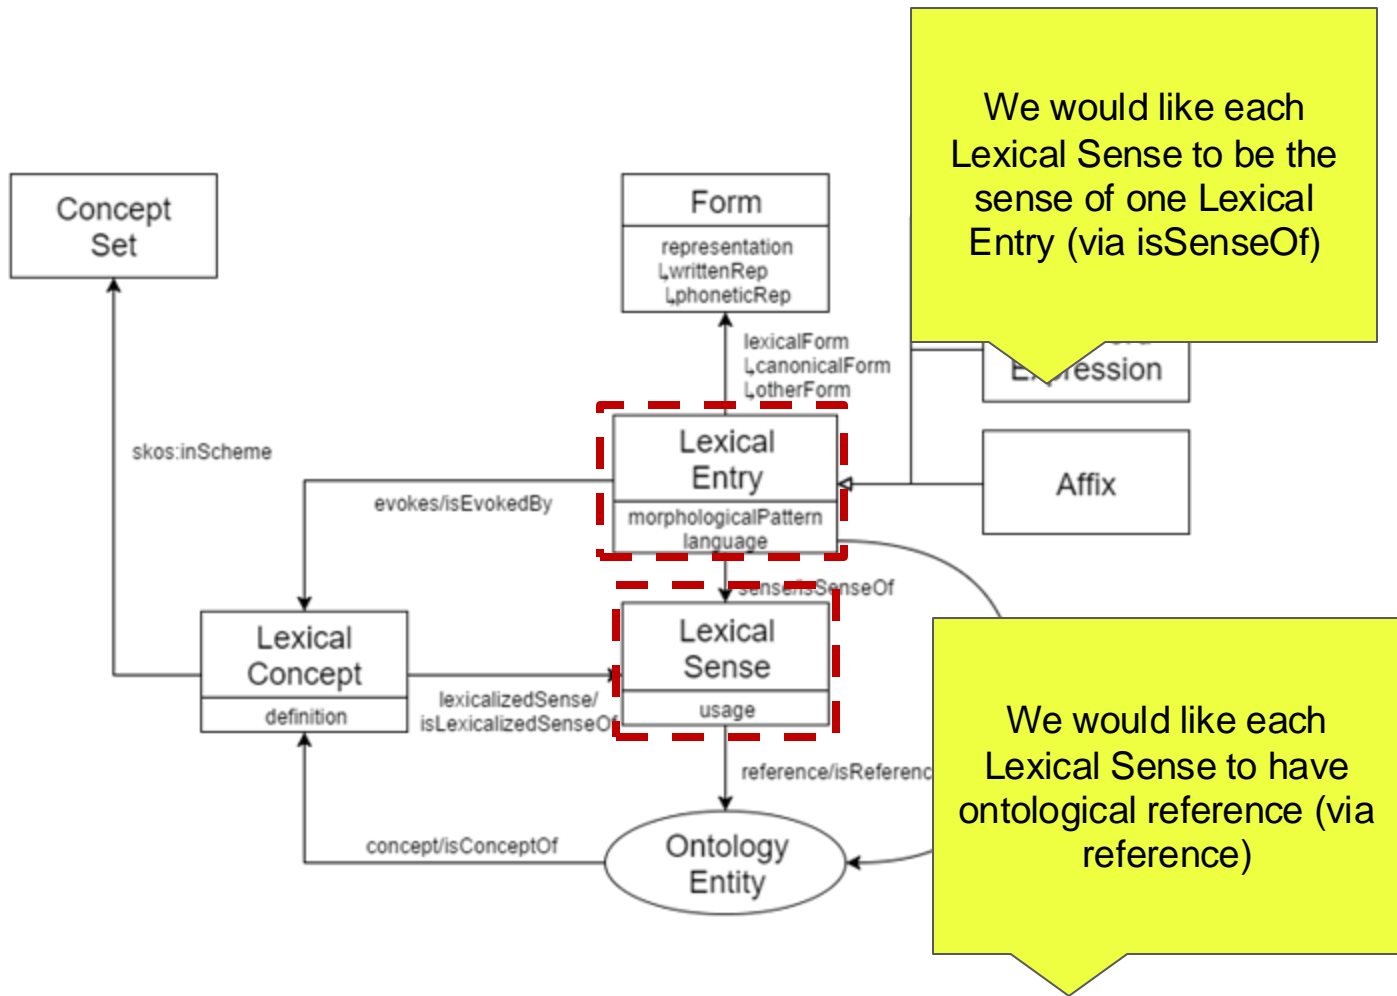 We would like each
Lexical Sense to be the
sense of one Lexical
Entry (via isSenseOf)
Concept
Set
Form
representation
↳writtenRep
↳phoneticRep
lexicalForm
↳canonicalForm
↳otherForm
Expression
skos:inScheme
Lexical
Entry
morphologicalPattern
language
Affix
evokes/isEvokedBy
sense/isSenseOf
Lexical
Concept
definition
lexicalizedSense/
isLexicalizedSenseOf
Lexical
Sense
usage
We would like each
Lexical Sense to have
ontological reference (via
reference)
reference/isReferenc
concept/isConceptOf
Ontology
Entity